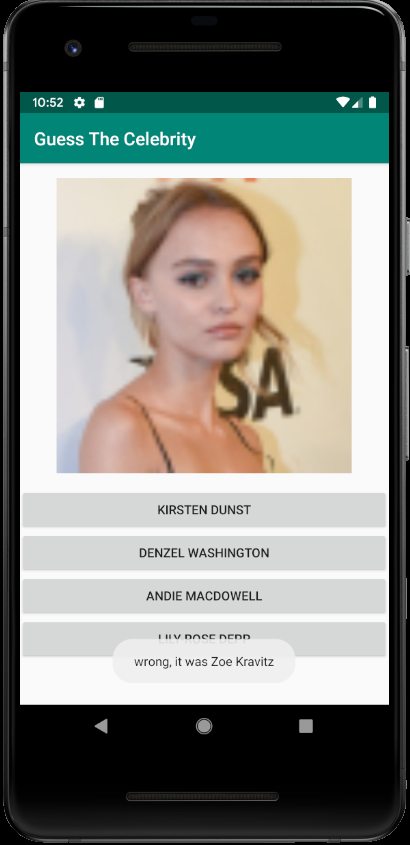 10:52
Guess The Celebrity
SA
KIRSTEN DUNST
DENZEL WASHINGTON
ANDIE MACDOWELL
LILY ROSE DEPP
wrong, it was Zoe Kravitz